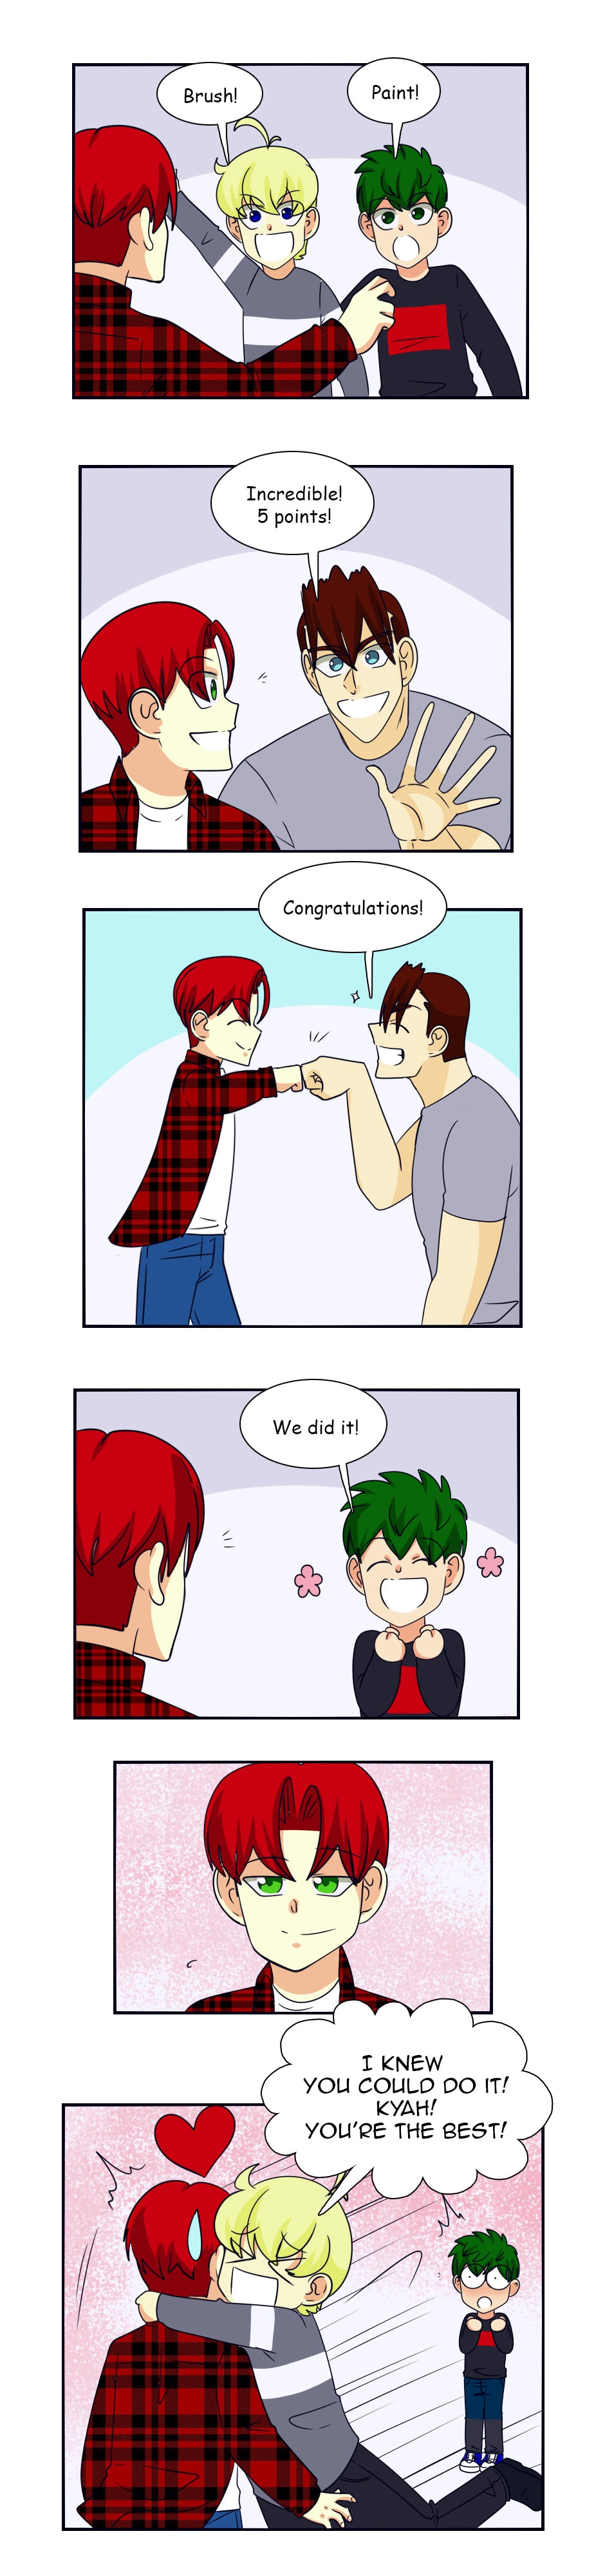 Brush!
Paint!
Incredible!
5 points!
Congratulations!
We did it!
I KNEW
YOU COULD DO IT!
KYAH!
YOU'RE THE BEST!